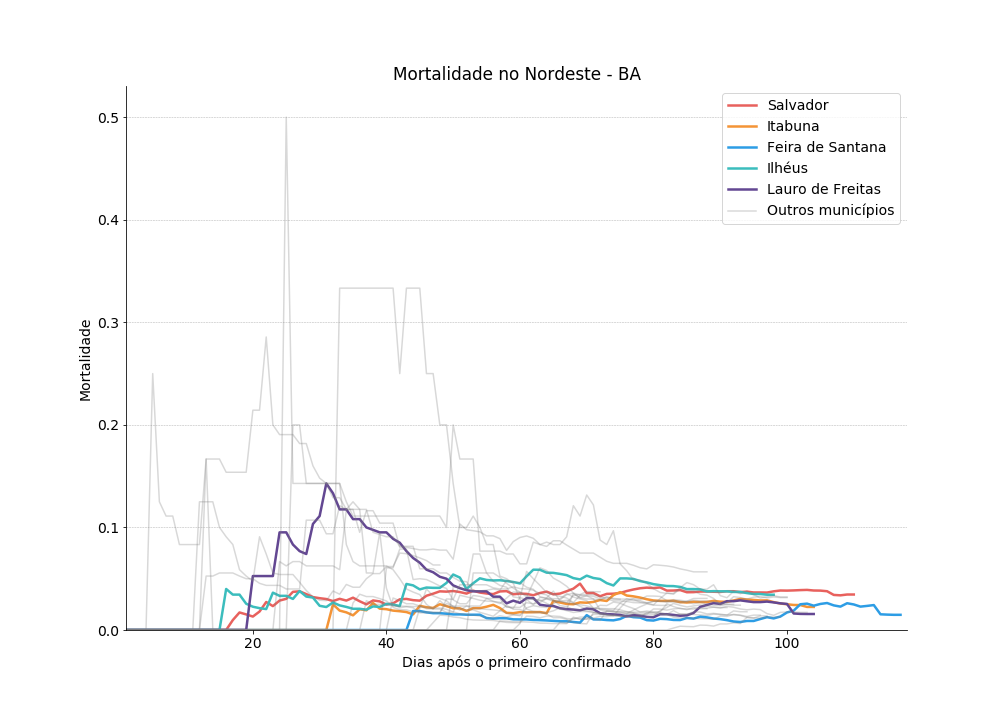 Mortalidade no Nordeste - BA
Salvador
Itabuna
Feira de Santana
Ilhéus
Lauro de Freitas
Outros municípios
Mortalidade
0.5
0.4
0.3
0.2
0.1
0.0
20 40 60 80 100
Dias após o primeiro confirmado